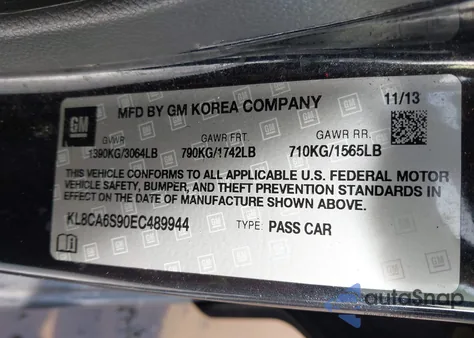 GM
MFD BY GM KOREA COMPANY 11/13
GVWR GAWR FRT. GAWR RR.
1390KG/3064LB 790KG/1742LB 710KG/1565LB
THIS VEHICLE CONFORMS TO ALL APPLICABLE U.S. FEDERAL MOTOR
VEHICLE SAFETY, BUMPER, AND THEFT PREVENTION STANDARDS IN
EFFECT ON THE DATE OF MANUFACTURE SHOWN ABOVE.
KL8CA6S90EC489944 TYPE: PASS CAR
autoSnap